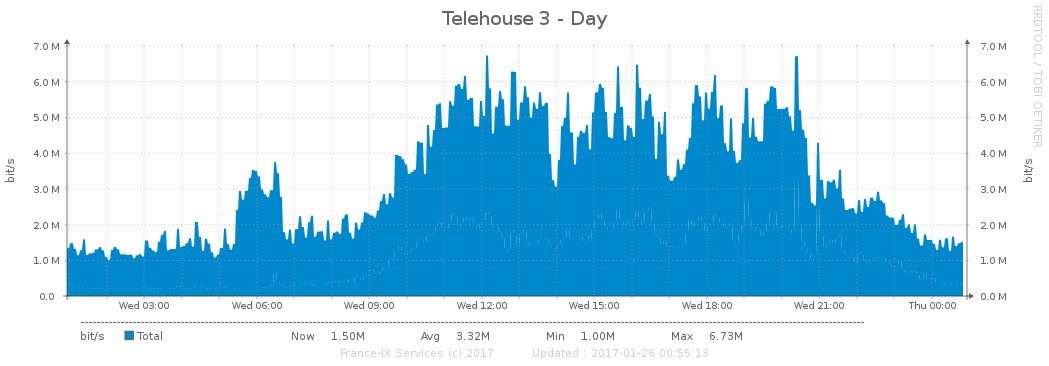 Telehouse 3 - Day
RRDTOOL / TOBI OETIKER
bit/s
7.0 M 7.0 M
6.0 M 6.0 M
5.0 M 5.0 M
4.0 M 4.0 M
3.0 M 3.0 M
2.0 M 2.0 M
1.0 M 1.0 M
0.0 0.0 M
bit/s
Wed 03:00 Wed 06:00 Wed 09:00 Wed 12:00 Wed 15:00 Wed 18:00 Wed 21:00 Thu 00:00
bit/s Total Now 1.50M Avg 3.32M Min 1.00M Max 6.73M
France-IX Services (c) 2017 Updated : 2017-01-26 00:55:13